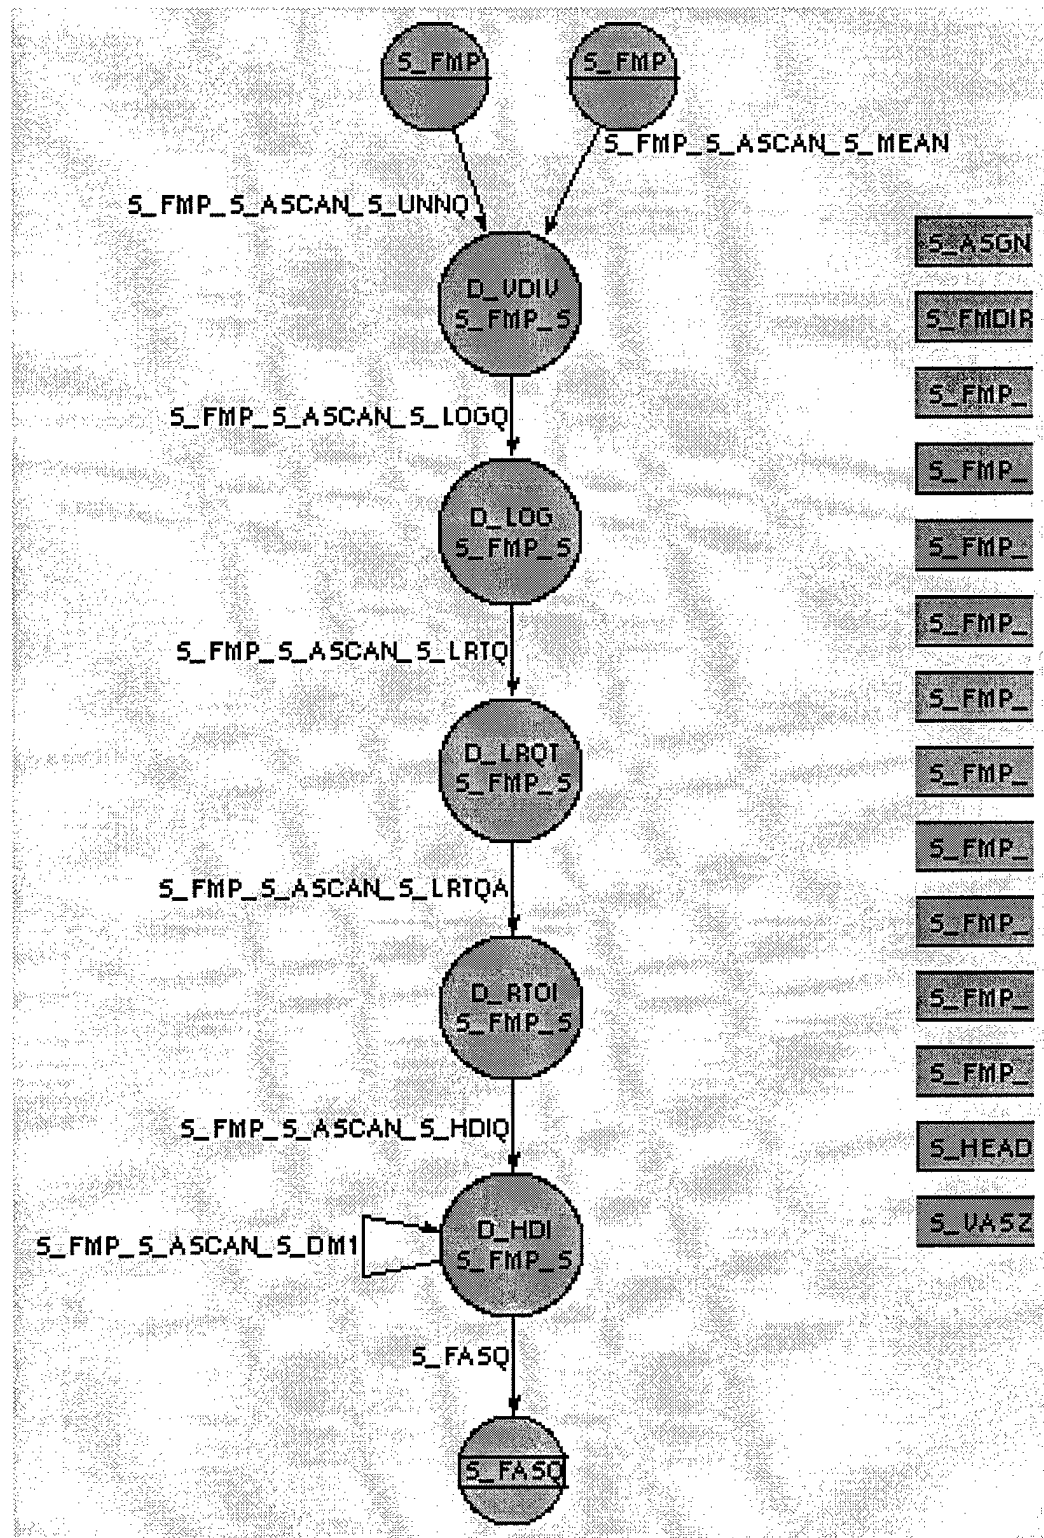 S_FMP
S_FMP
S_FMP_S_ASCAN_S_MEAN
S_FMP_S_ASCAN_S_UNNQ
D_VDIV
S_FMP_S
S_FMP_S_ASCAN_S_LOGQ
D_LOG
S_FMP_S
S_FMP_S_ASCAN_S_LRTQ
D_LRQT
S_FMP_S
S_FMP_S_ASCAN_S_LRTQA
D_RTOI
S_FMP_S
S_FMP_S_ASCAN_S_HDIQ
D_HDI
S_FMP_S
S_FMP_S_ASCAN_S_DM1
S_FASQ
S_FASQ
S_ASGN
S_FMDIR
S_FMP_
S_FMP_
S_FMP_
S_FMP_
S_FMP_
S_FMP_
S_FMP_
S_FMP_
S_FMP_
S_FMP_
S_HEAD
S_VASZ